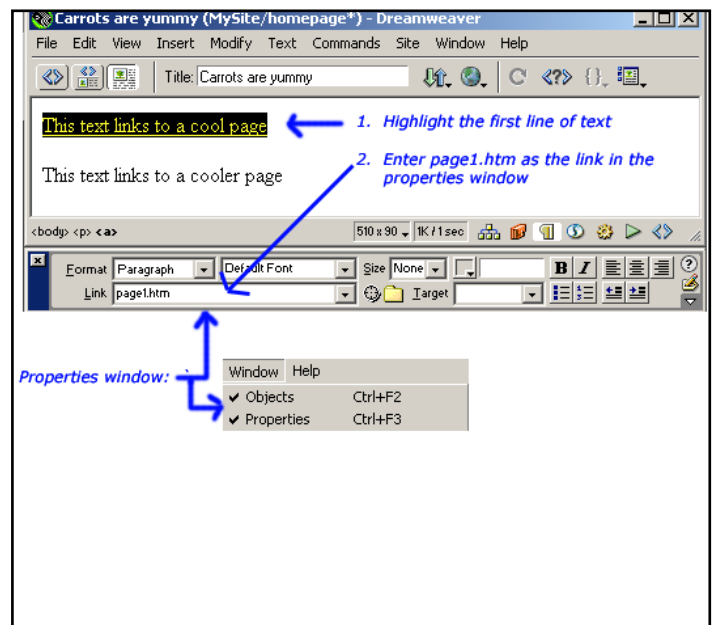 Carrots are yummy (MySite/homepage*) - Dreamweaver
File Edit View Insert Modify Text Commands Site Window Help
Title: Carrots are yummy
This text links to a cool page
1. Highlight the first line of text
2. Enter page1.htm as the link in the
properties window
This text links to a cooler page
<body> <p> <a> 510 x 90 1K / 1 sec
Format Paragraph Default Font Size None B I
Link page1.htm Target
Properties window:
Window Help
✔ Objects Ctrl+F2
✔ Properties Ctrl+F3